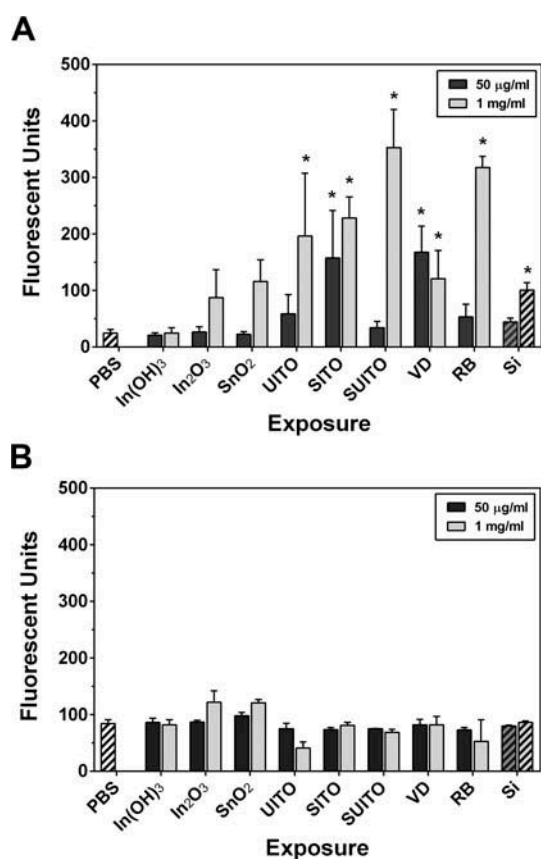 A
500
400
300
200
100
0
Fluorescent Units
50 µg/ml
1 mg/ml
*
*
*
*
*
*
*
*
PBS
In(OH)₃
In₂O₃
SnO₂
UITO
SITO
SUITO
VD
RB
Si
Exposure
B
500
400
300
200
100
0
Fluorescent Units
50 µg/ml
1 mg/ml
PBS
In(OH)₃
In₂O₃
SnO₂
UITO
SITO
SUITO
VD
RB
Si
Exposure